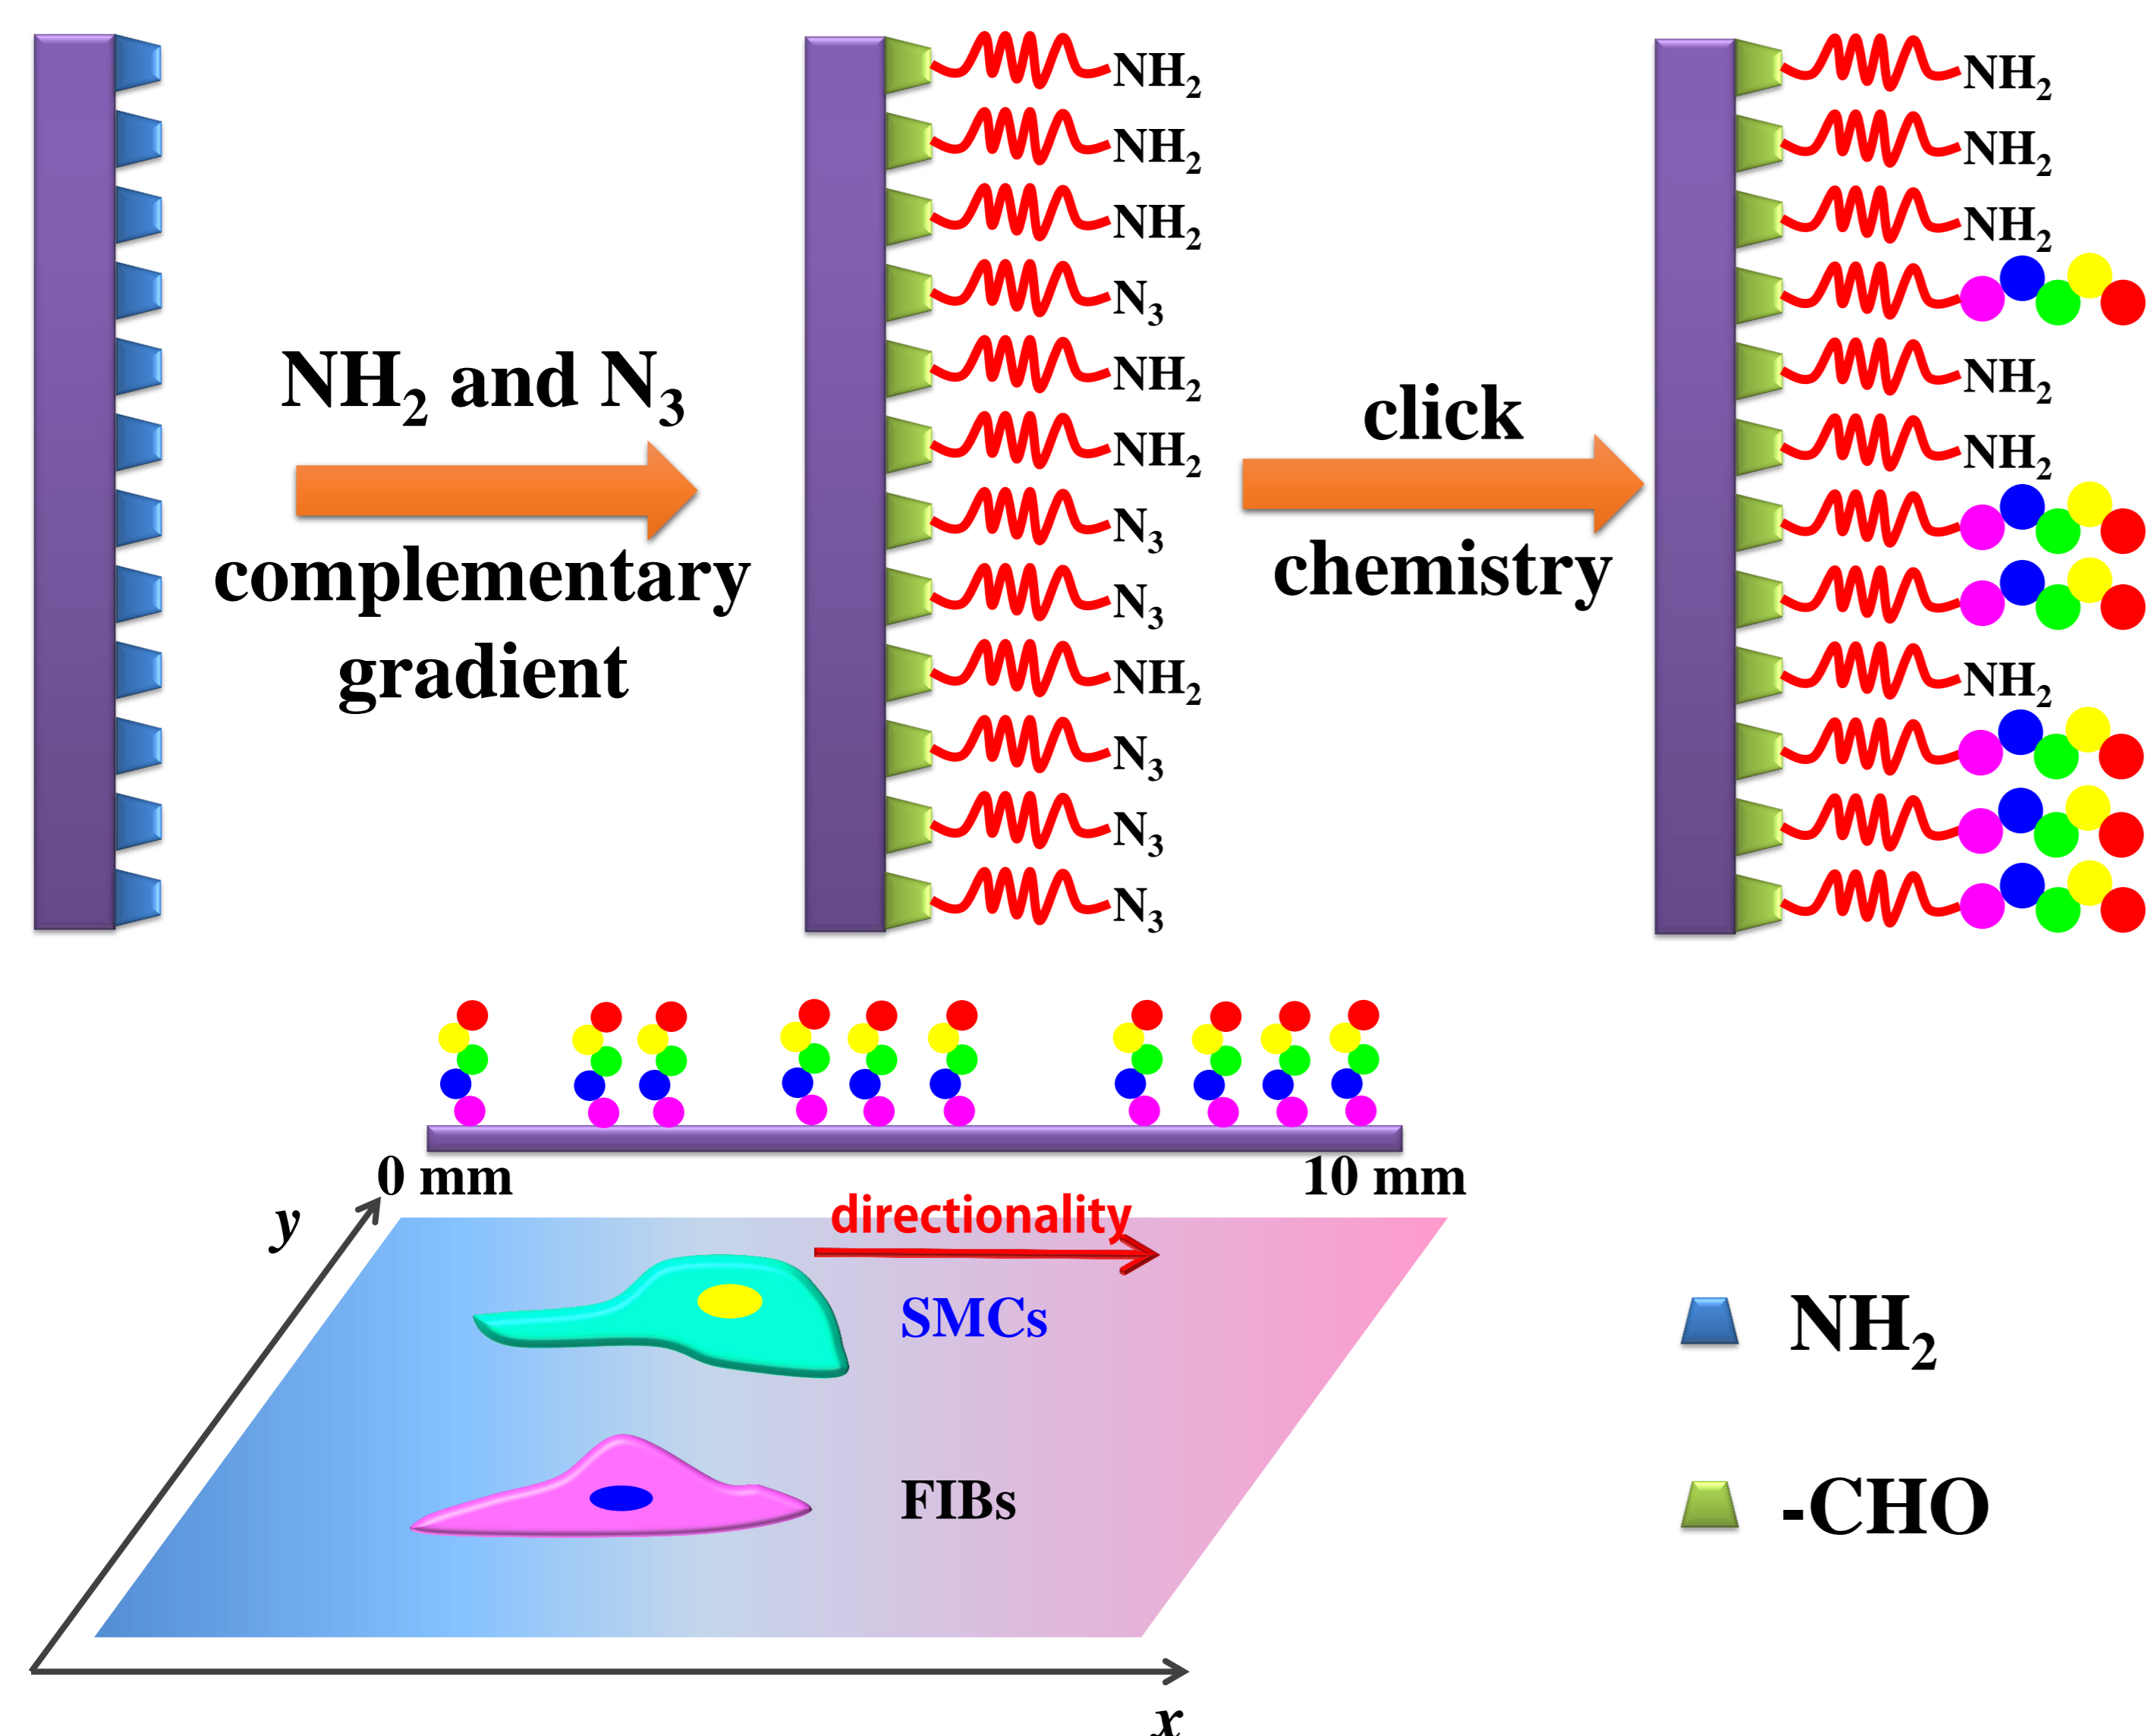 NH2 and N3
complementary
gradient
NH2
NH2
NH2
N3
NH2
NH2
N3
N3
NH2
N3
N3
N3
click
chemistry
NH2
NH2
NH2
NH2
NH2
NH2
0 mm
10 mm
y
directionality
SMCs
FIBs
x
NH2
-CHO